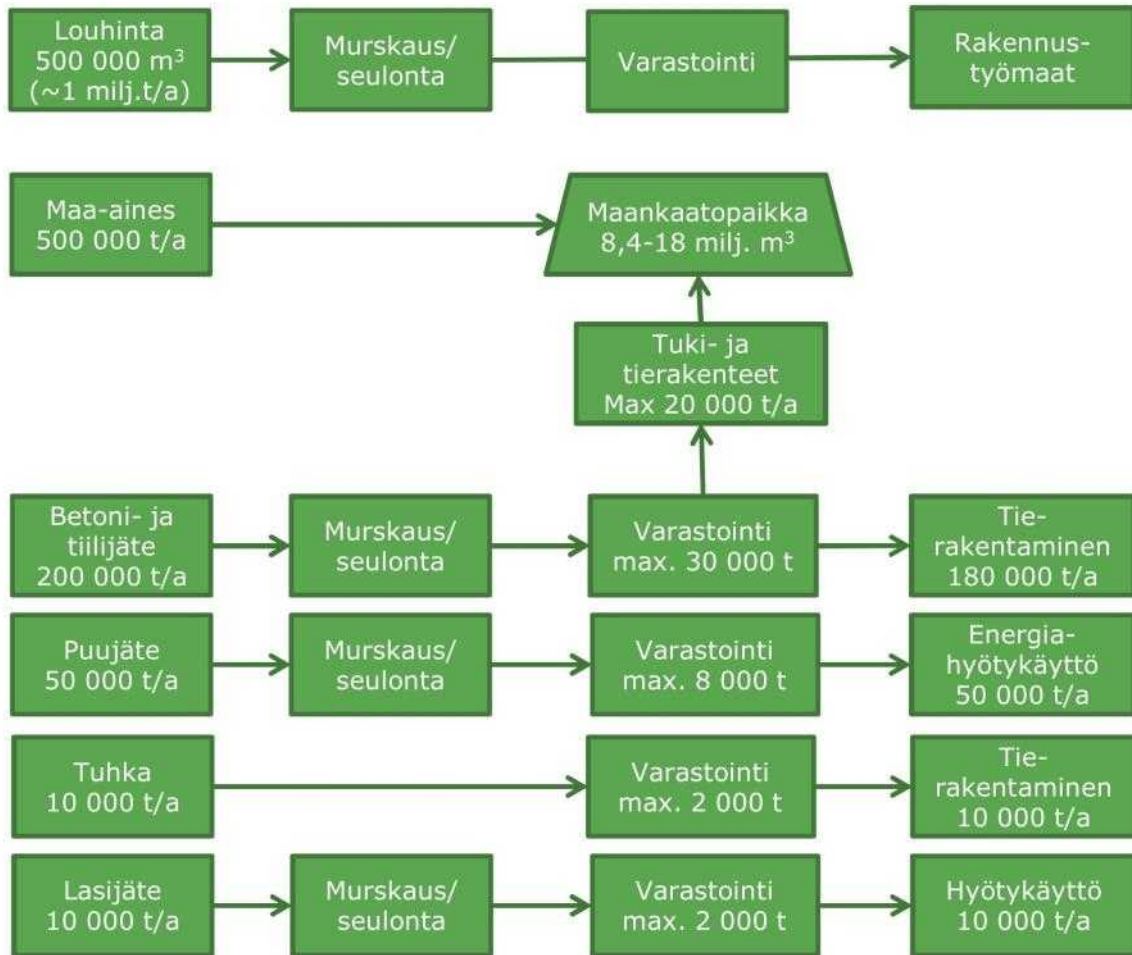 Louhinta
500 000 m³
(~1 milj.t/a)
Murskaus/
seulonta
Varastointi
Rakennus-
työmaat
Maa-aines
500 000 t/a
Maankaatopaikka
8,4-18 milj. m³
Tuki- ja
tierakenteet
Max 20 000 t/a
Betoni- ja
tiilijäte
200 000 t/a
Murskaus/
seulonta
Varastointi
max. 30 000 t
Tie-
rakentaminen
180 000 t/a
Puujäte
50 000 t/a
Murskaus/
seulonta
Varastointi
max. 8 000 t
Energia-
hyötykäyttö
50 000 t/a
Tuhka
10 000 t/a
Varastointi
max. 2 000 t
Tie-
rakentaminen
10 000 t/a
Lasijäte
10 000 t/a
Murskaus/
seulonta
Varastointi
max. 2 000 t
Hyötykäyttö
10 000 t/a